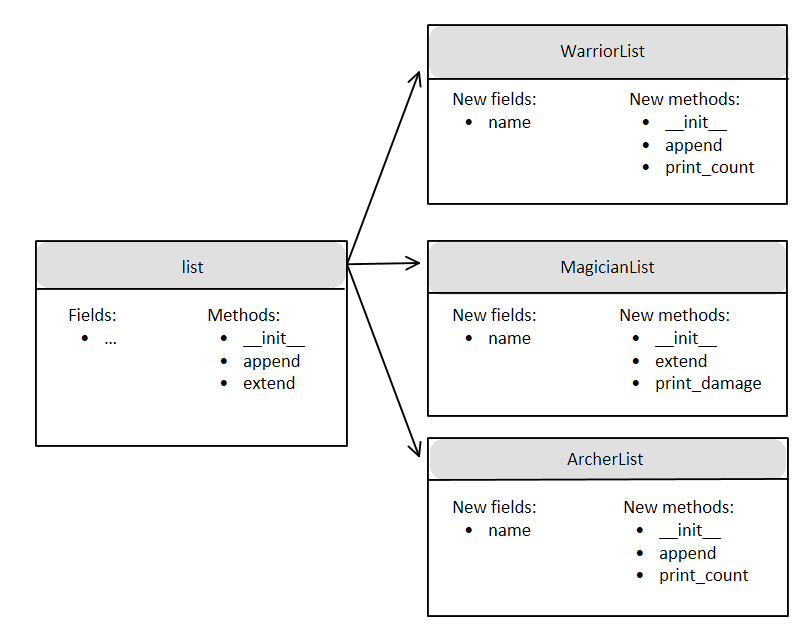 WarriorList
New fields:
• name
New methods:
• __init__
• append
• print_count
list
Fields:
• ...
Methods:
• __init__
• append
• extend
MagicianList
New fields:
• name
New methods:
• __init__
• extend
• print_damage
ArcherList
New fields:
• name
New methods:
• __init__
• append
• print_count